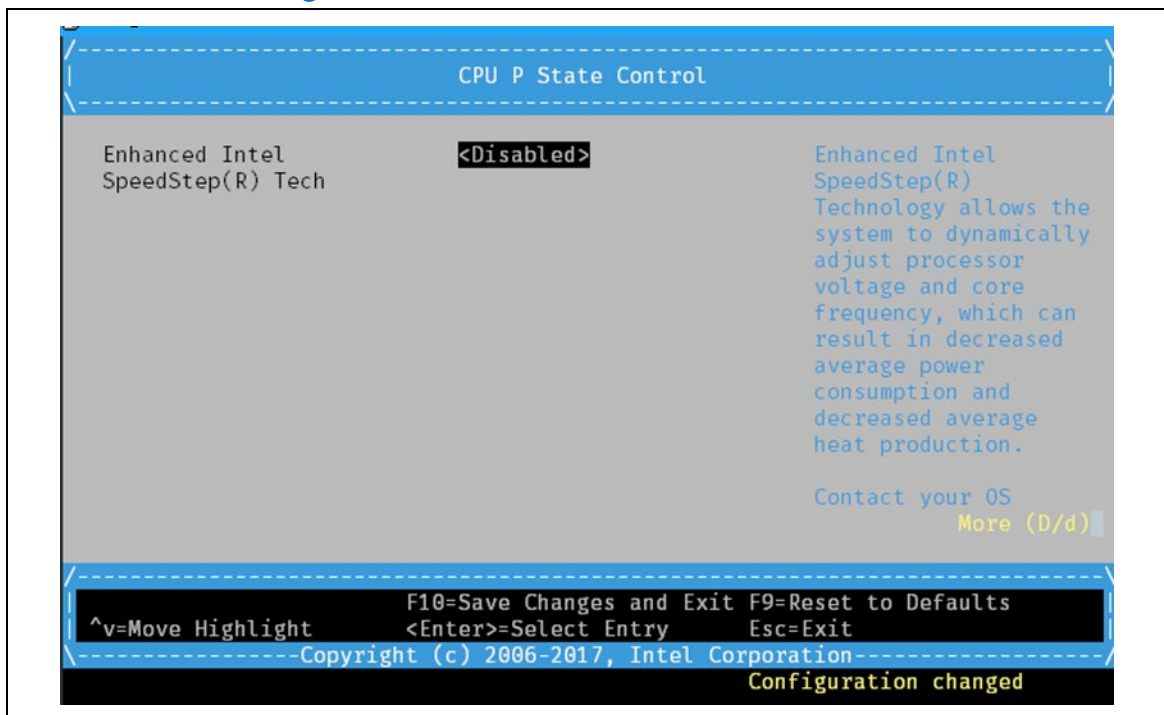 /------------------------------------------------------------------------------\
| CPU P State Control |
\------------------------------------------------------------------------------/
Enhanced Intel <Disabled>
SpeedStep(R) Tech
Enhanced Intel
SpeedStep(R)
Technology allows the
system to dynamically
adjust processor
voltage and core
frequency, which can
result in decreased
average power
consumption and
decreased average
heat production.
Contact your OS
More (D/d)
/------------------------------------------------------------------------------\
F10=Save Changes and Exit F9=Reset to Defaults
^v=Move Highlight <Enter>=Select Entry Esc=Exit
\-----------------Copyright (c) 2006-2017, Intel Corporation-------------------/
Configuration changed